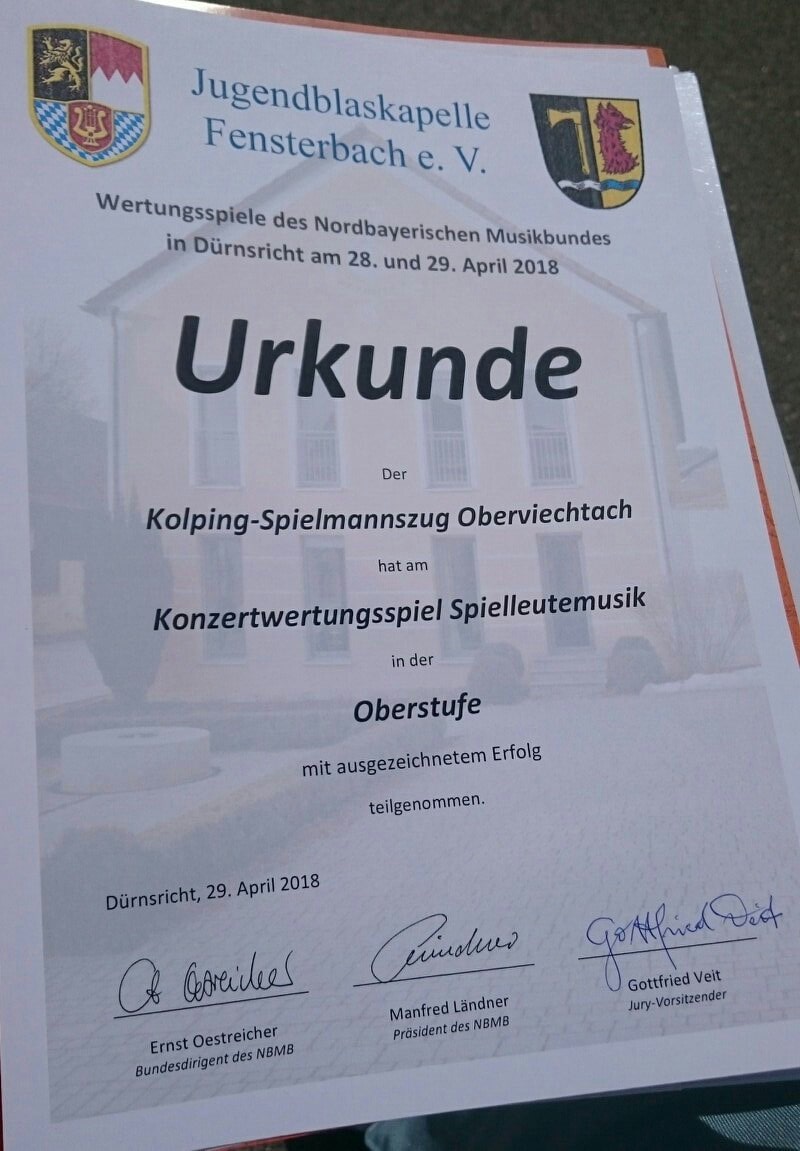 Jugendblaskapelle
Fensterbach e. V.
Wertungsspiele des Nordbayerischen Musikbundes
in Dürnsricht am 28. und 29. April 2018
Urkunde
Der
Kolping-Spielmannszug Oberviechtach
hat am
Konzertwertungsspiel Spielleutemusik
in der
Oberstufe
mit ausgezeichnetem Erfolg
teilgenommen.
Dürnsricht, 29. April 2018
Gottfried Veit
Ernst Oestreicher
Bundesdirigent des NBMB
Manfred Ländner
Präsident des NBMB
Gottfried Veit
Jury-Vorsitzender